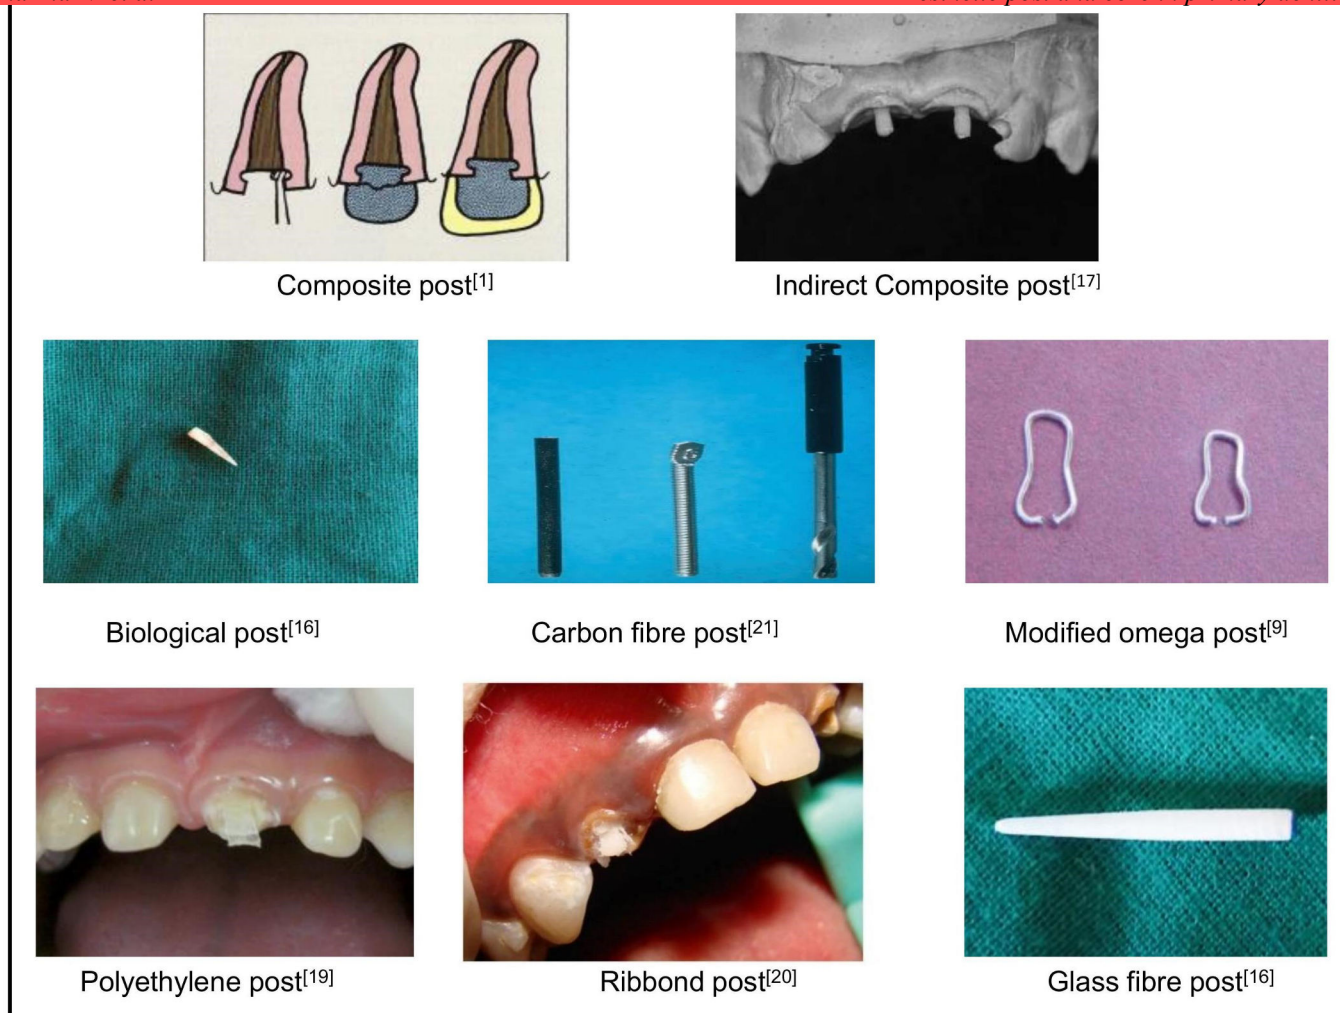 Composite post[1]
Indirect Composite post[17]
Biological post[16]
Carbon fibre post[21]
Modified omega post[9]
Polyethylene post[19]
Ribbond post[20]
Glass fibre post[16]